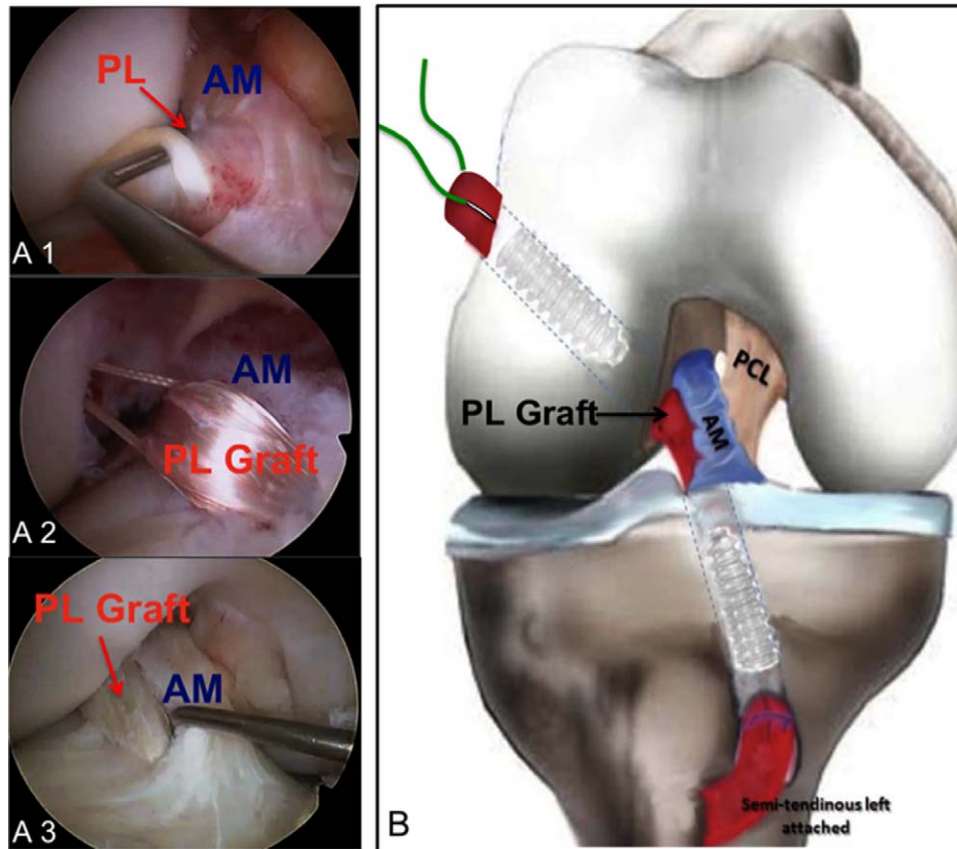 PL
AM
A 1
AM
PL Graft
A 2
PL Graft
AM
A 3
PL Graft
AM
PCL
Semi-tendinous left
attached
B